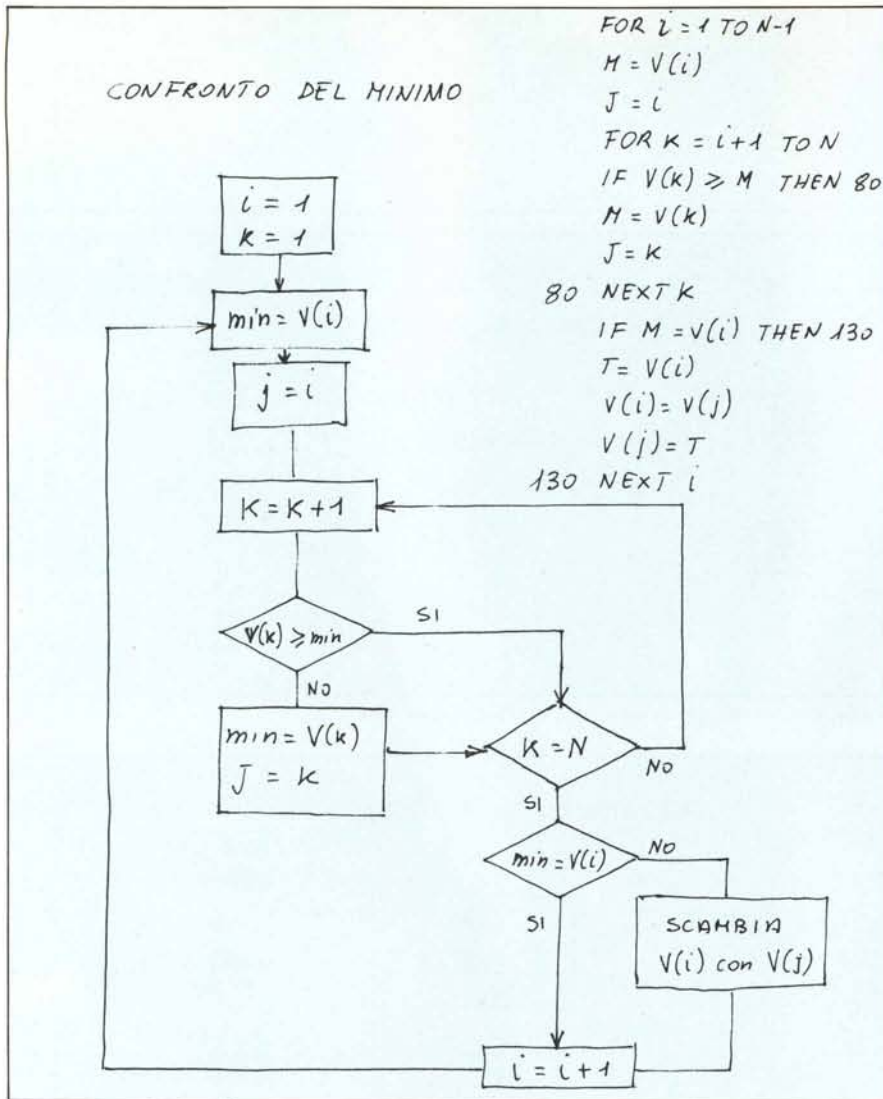 CONFRONTO DEL MINIMO
FOR i = 1 TO N-1
M = V(i)
J = i
FOR K = i+1 TO N
IF V(k) ≥ M THEN 80
M = V(k)
J = K
80 NEXT K
IF M = V(i) THEN 130
T = V(i)
V(i) = V(j)
V(j) = T
130 NEXT i
i = 1
K = 1
min = V(i)
j = i
K = K + 1
V(k) ≥ min
SI
NO
min = V(k)
J = K
K = N
NO
SI
min = V(i)
NO
SI
SCAMBIA
V(i) con V(j)
i = i + 1